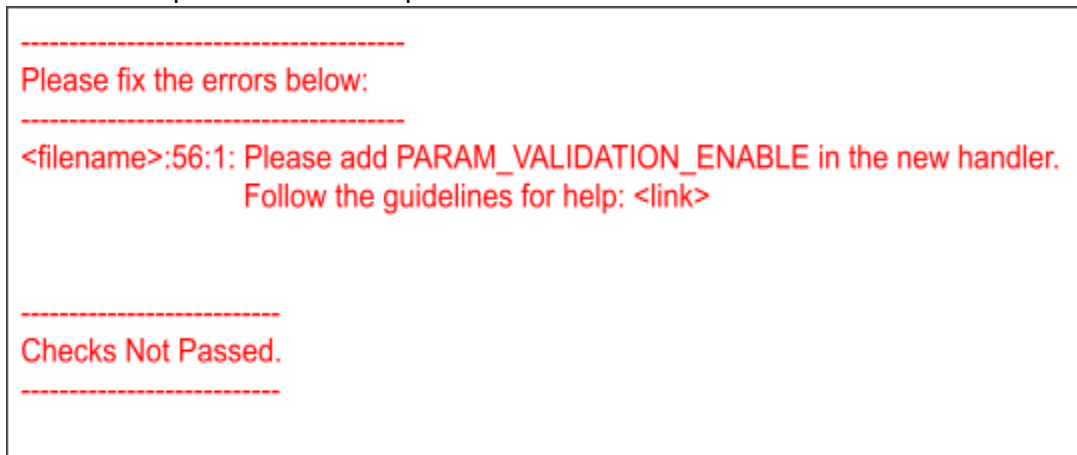 ----------------------------------------
Please fix the errors below:
----------------------------------------
<filename>:56:1: Please add PARAM_VALIDATION_ENABLE in the new handler.
Follow the guidelines for help: <link>
---------------------------
Checks Not Passed.
---------------------------